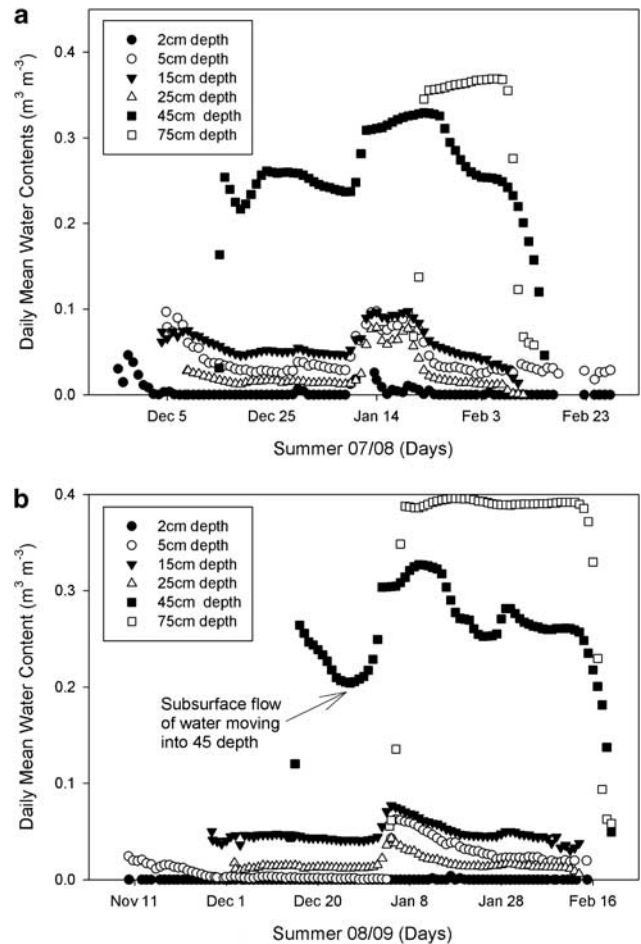 a
Daily Mean Water Contents (m³ m⁻³)
0.4
0.3
0.2
0.1
0.0
2cm depth
5cm depth
15cm depth
25cm depth
45cm depth
75cm depth
Dec 5
Dec 25
Jan 14
Feb 3
Feb 23
Summer 07/08 (Days)
b
Daily Mean Water Content (m³ m⁻³)
0.4
0.3
0.2
0.1
0.0
2cm depth
5cm depth
15cm depth
25cm depth
45cm depth
75cm depth
Subsurface flow
of water moving
into 45 depth
Nov 11
Dec 1
Dec 20
Jan 8
Jan 28
Feb 16
Summer 08/09 (Days)